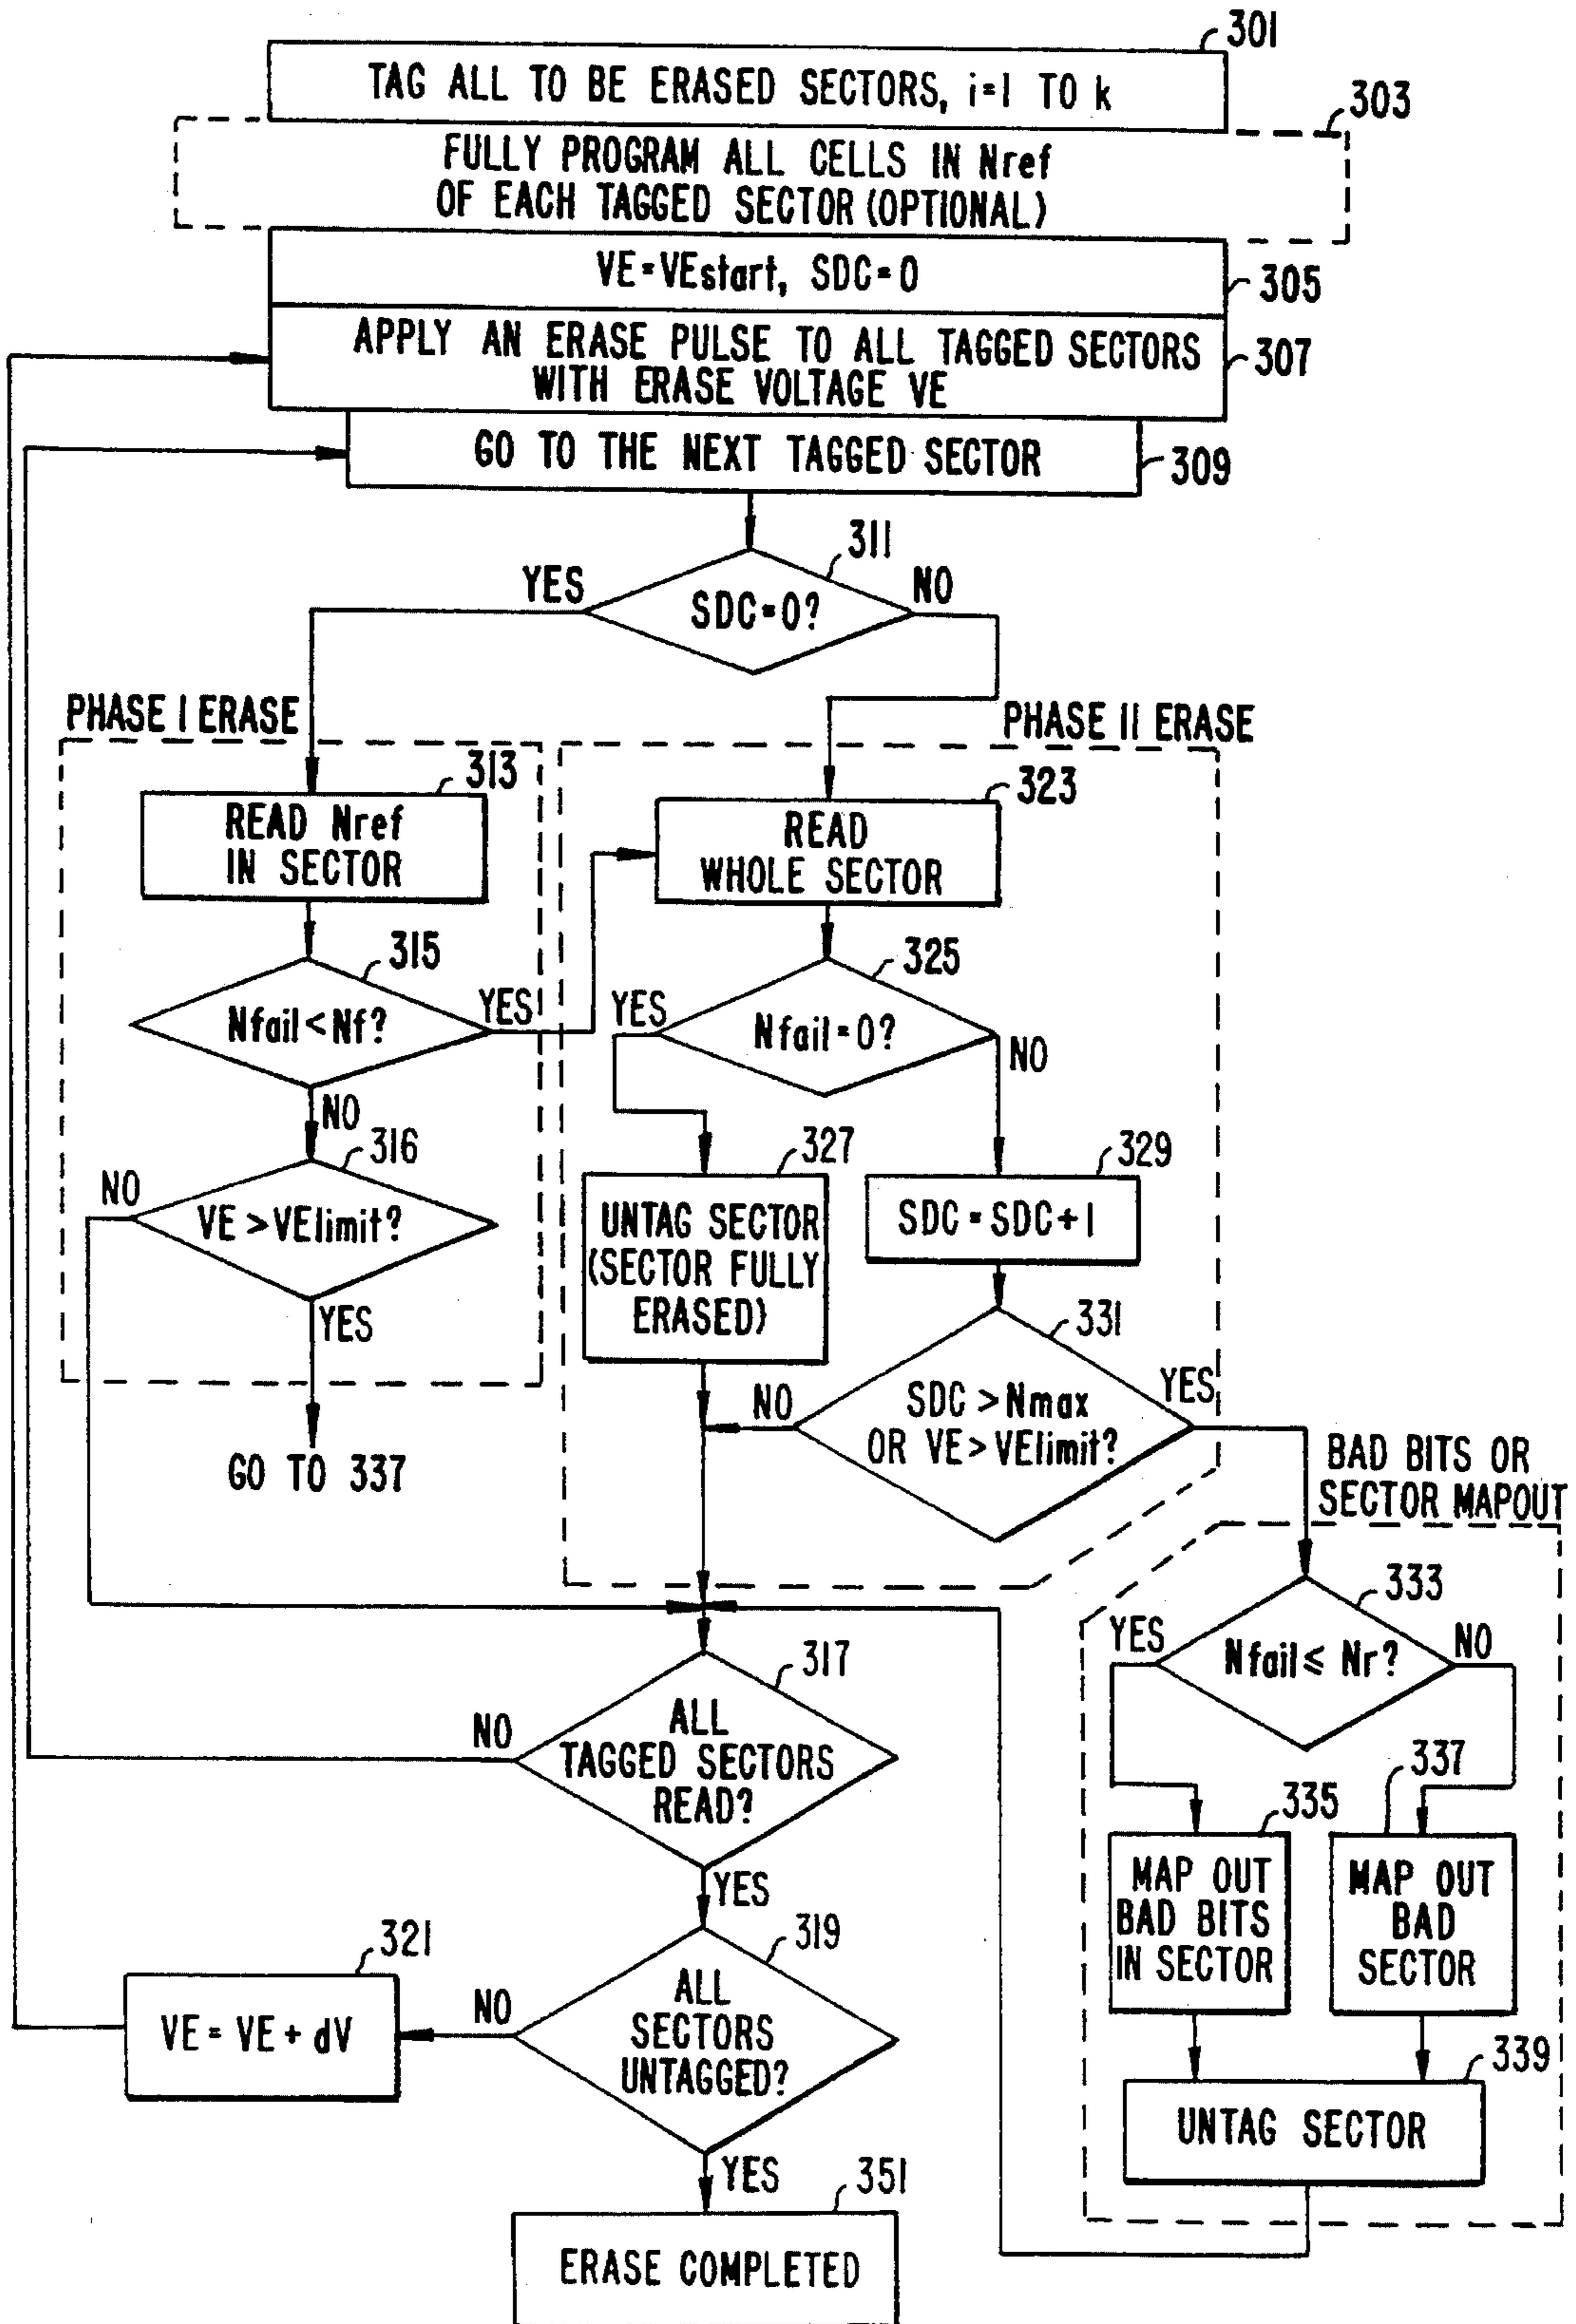 301
TAG ALL TO BE ERASED SECTORS, i=1 TO k
303
FULLY PROGRAM ALL CELLS IN Nref
OF EACH TAGGED SECTOR (OPTIONAL)
VE=VEstart, SDC=0
305
APPLY AN ERASE PULSE TO ALL TAGGED SECTORS
WITH ERASE VOLTAGE VE
307
GO TO THE NEXT TAGGED SECTOR
309
311
YES
SDC=0?
NO
PHASE I ERASE
PHASE II ERASE
313
READ Nref
IN SECTOR
323
READ
WHOLE SECTOR
315
Nfail<Nf?
YES
NO
325
YES
Nfail=0?
NO
316
NO
VE>VElimit?
YES
GO TO 337
327
UNTAG SECTOR
(SECTOR FULLY
ERASED)
329
SDC=SDC+1
331
NO
SDC>Nmax
OR VE>VElimit?
YES
BAD BITS OR
SECTOR MAPOUT
333
YES
Nfail≤Nr?
NO
317
NO
ALL
TAGGED SECTORS
READ?
YES
335
MAP OUT
BAD BITS
IN SECTOR
337
MAP OUT
BAD
SECTOR
339
UNTAG SECTOR
319
NO
ALL
SECTORS
UNTAGGED?
YES
321
VE=VE+dV
351
ERASE COMPLETED